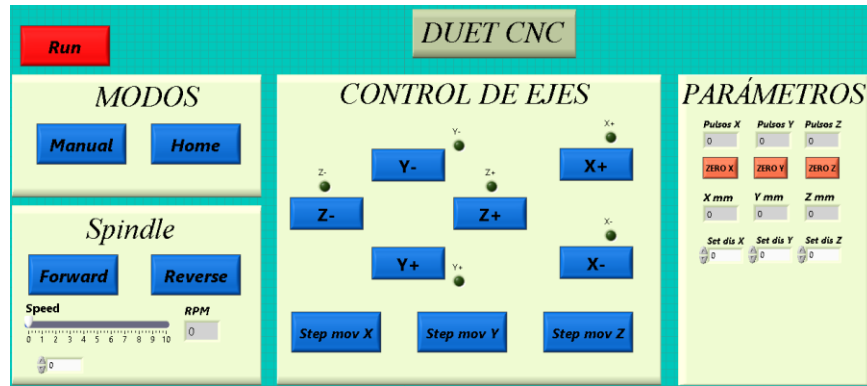 Run
DUET CNC
MODOS
Manual Home
Spindle
Forward Reverse
Speed
RPM
0
0 1 2 3 4 5 6 7 8 9 10
0
CONTROL DE EJES
Y-
X+
Y-
X+
Z-
Z+
Z- Z+
X-
Y+ X-
Y+
Step mov X Step mov Y Step mov Z
PARÁMETROS
Pulsos X Pulsos Y Pulsos Z
0 0 0
ZERO X ZERO Y ZERO Z
X mm Y mm Z mm
0 0 0
Set dis X Set dis Y Set dis Z
0 0 0